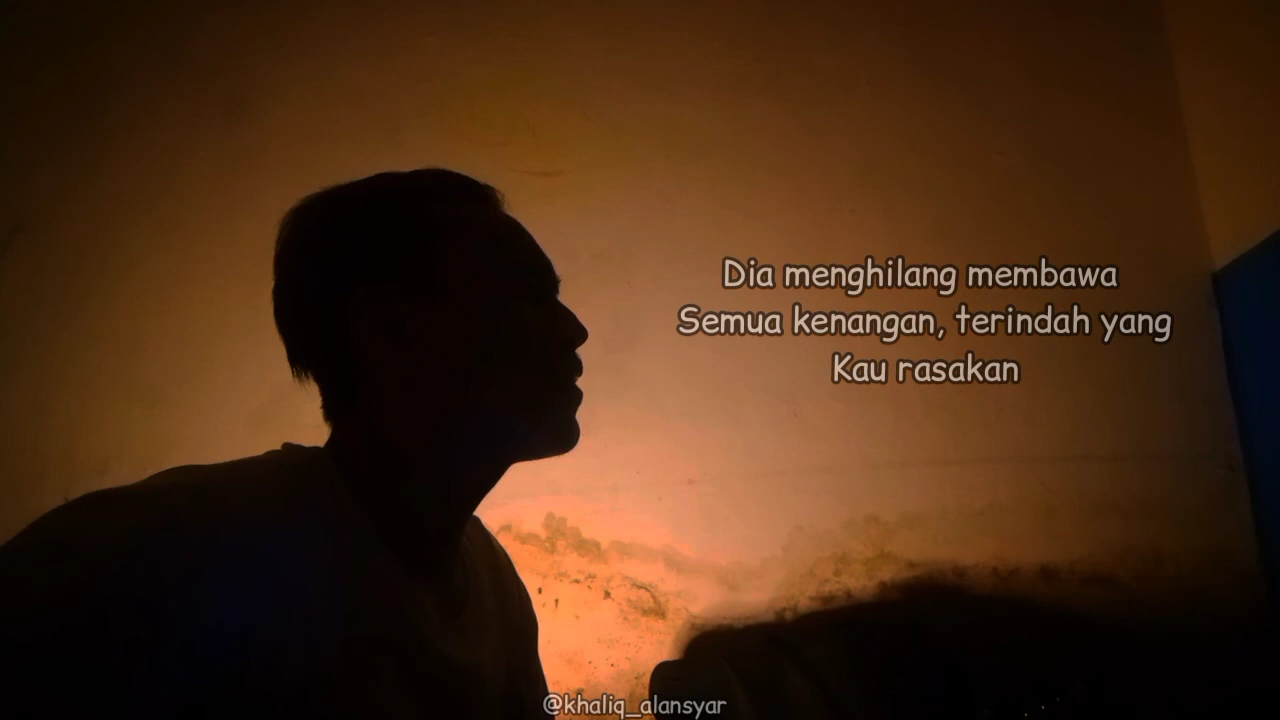 Dia menghilang membawa
Semua kenangan, terindah yang
Kau rasakan
@khaliq_alansyar